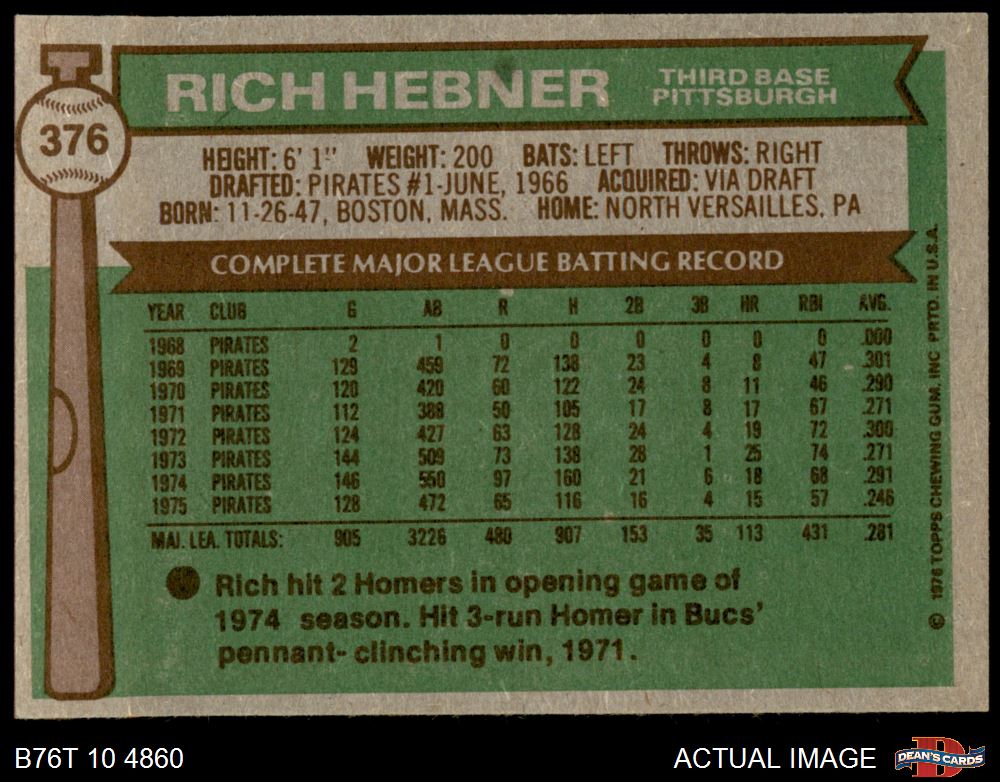 376
RICH HEBNER
THIRD BASE
PITTSBURGH
HEIGHT: 6' 1" WEIGHT: 200 BATS: LEFT THROWS: RIGHT
DRAFTED: PIRATES #1-JUNE, 1966 ACQUIRED: VIA DRAFT
BORN: 11-26-47, BOSTON, MASS. HOME: NORTH VERSAILLES, PA
COMPLETE MAJOR LEAGUE BATTING RECORD
YEAR CLUB G AB R H 2B 3B HR RBI AVG.
1968 PIRATES 2 1 0 0 0 0 0 0 .000
1969 PIRATES 129 459 72 138 23 4 8 47 .301
1970 PIRATES 120 420 60 122 24 8 11 46 .290
1971 PIRATES 112 388 50 105 17 8 17 67 .271
1972 PIRATES 124 427 63 128 24 4 19 72 .300
1973 PIRATES 144 509 73 138 28 1 25 74 .271
1974 PIRATES 146 550 97 160 21 6 18 68 .291
1975 PIRATES 128 472 65 116 16 4 15 57 .246
MAJ. LEA. TOTALS: 905 3226 480 907 153 35 113 431 .281
Rich hit 2 Homers in opening game of
1974 season. Hit 3-run Homer in Bucs'
pennant- clinching win, 1971.
© 1976 TOPPS CHEWING GUM, INC PRTD. IN U.S.A.
B76T 10 4860
ACTUAL IMAGE
D
DEAN'S CARDS